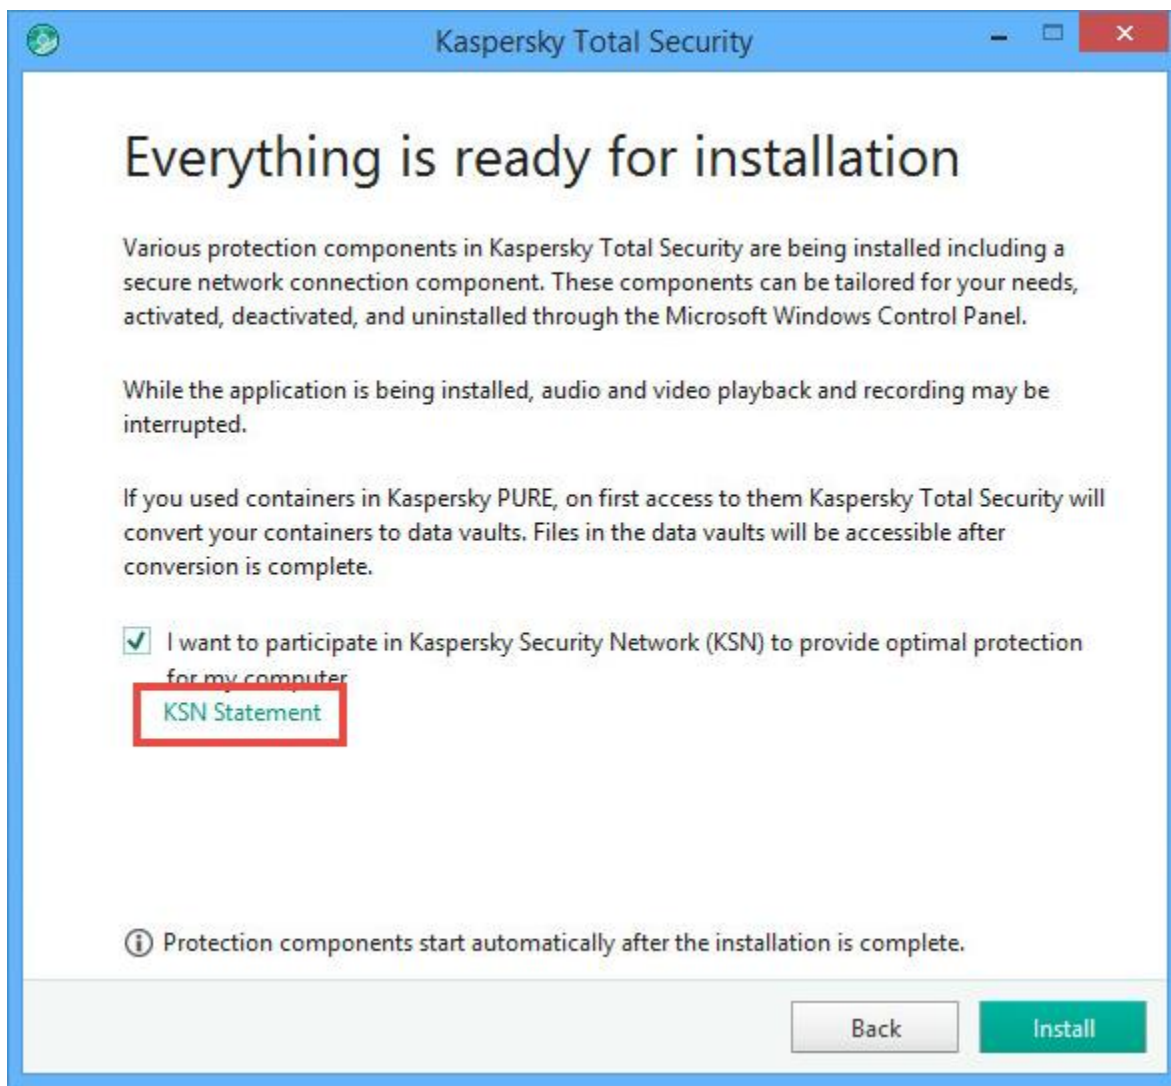 Kaspersky Total Security
Everything is ready for installation
Various protection components in Kaspersky Total Security are being installed including a
secure network connection component. These components can be tailored for your needs,
activated, deactivated, and uninstalled through the Microsoft Windows Control Panel.
While the application is being installed, audio and video playback and recording may be
interrupted.
If you used containers in Kaspersky PURE, on first access to them Kaspersky Total Security will
convert your containers to data vaults. Files in the data vaults will be accessible after
conversion is complete.
I want to participate in Kaspersky Security Network (KSN) to provide optimal protection
for my computer
KSN Statement
Protection components start automatically after the installation is complete.
Back
Install